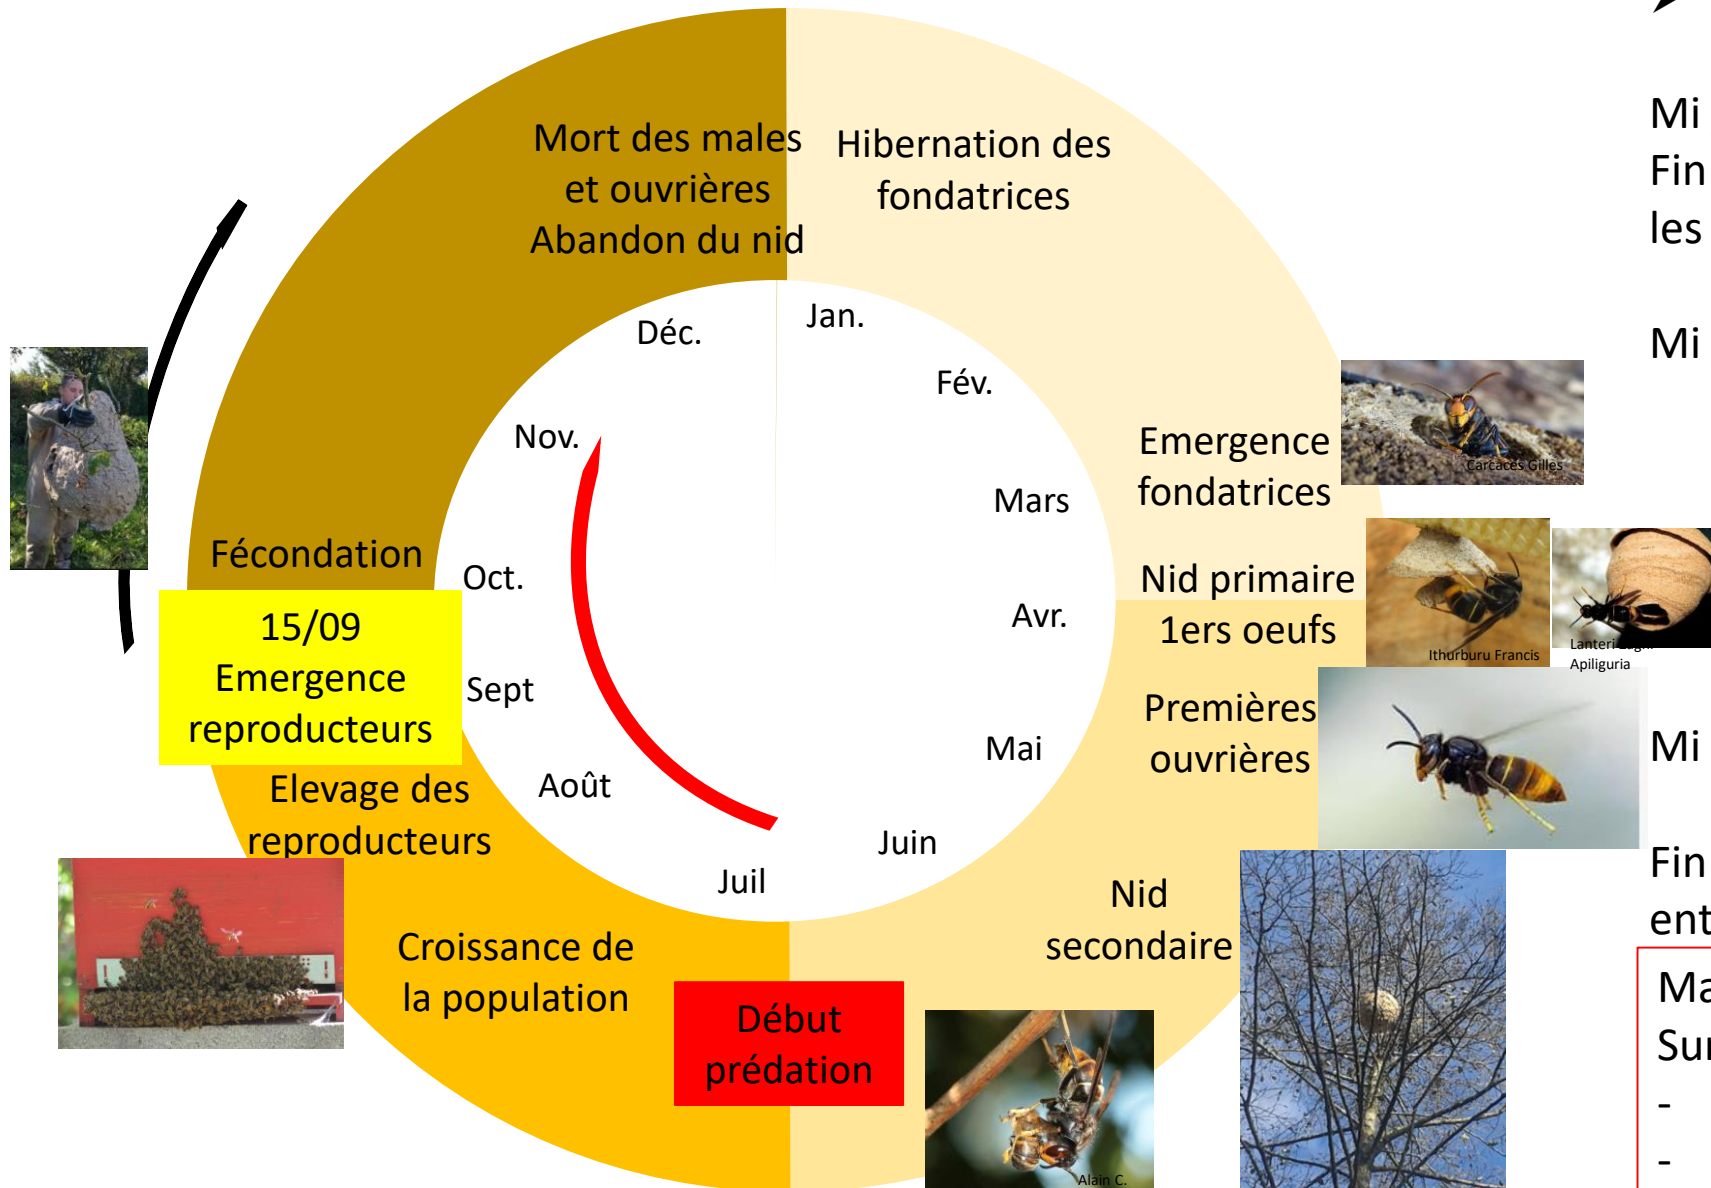 Mort des males
et ouvrières
Abandon du nid
Hibernation des
fondatrices
Déc.
Jan.
Fév.
Nov.
Mars
Oct.
Avr.
Sept
Mai
Août
Juin
Juil
Emergence
fondatrices
Carcacés Gilles
Nid primaire
1ers oeufs
Ithurburu Francis
Lanteri
Apiliguria
Premières
ouvrières
Nid
secondaire
Début
prédation
Alain C.
Croissance de
la population
Elevage des
reproducteurs
15/09
Emergence
reproducteurs
Fécondation
Mi
Fin
les
Mi
Mi
Fin
ent
Ma
Sur
-
-